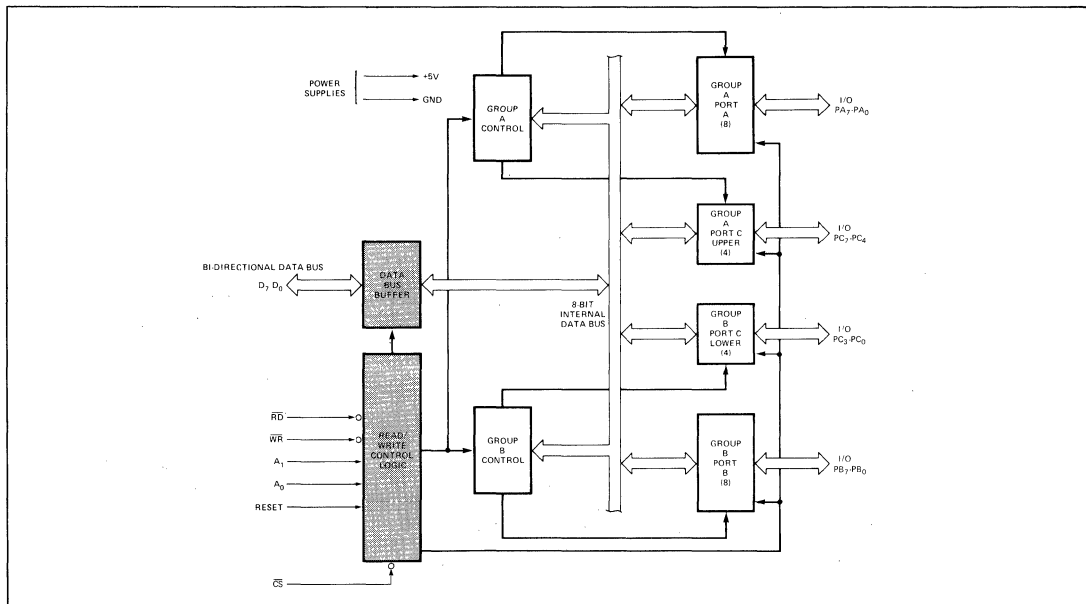 POWER
SUPPLIES
+5V
GND
GROUP
A
CONTROL
GROUP
A
PORT
A
(8)
I/O
PA7-PA0
GROUP
A
PORT C
UPPER
(4)
I/O
PC7-PC4
BI-DIRECTIONAL DATA BUS
D7 D0
DATA
BUS
BUFFER
8-BIT
INTERNAL
DATA BUS
GROUP
B
PORT C
LOWER
(4)
I/O
PC3-PC0
RD
WR
A1
A0
RESET
CS
READ/
WRITE
CONTROL
LOGIC
GROUP
B
CONTROL
GROUP
B
PORT
B
(8)
I/O
PB7-PB0